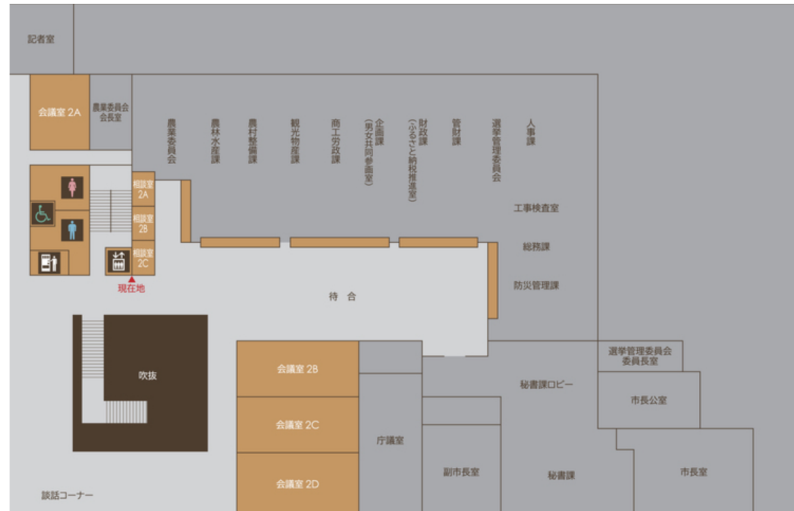 記者室
会議室 2A
農業委員会
会長室
農業委員会
農林水産課
農村整備課
観光物産課
商工労政課
企画課
(男女共同参画室)
財政課
(ふるさと納税推進室)
管財課
選挙管理委員会
人事課
相談室
2A
相談室
2B
相談室
2C
現在地
工事検査室
総務課
防災管理課
待 合
吹抜
会議室 2B
会議室 2C
会議室 2D
庁議室
副市長室
秘書課ロビー
秘書課
選挙管理委員会
委員長室
市長公室
市長室
談話コーナー